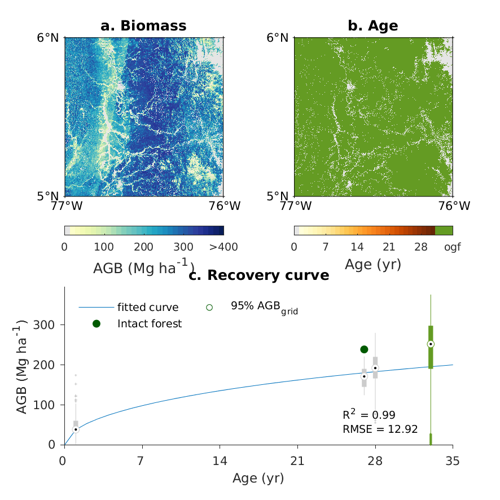 a. Biomass
b. Age
6°N
5°N
77°W 76°W
6°N
5°N
77°W 76°W
0 100 200 300 >400
AGB (Mg ha⁻¹)
0 7 14 21 28 ogf
Age (yr)
c. Recovery curve
fitted curve
95% AGB_grid
Intact forest
300
200
100
0
AGB (Mg ha⁻¹)
R² = 0.99
RMSE = 12.92
0 7 14 21 28 35
Age (yr)